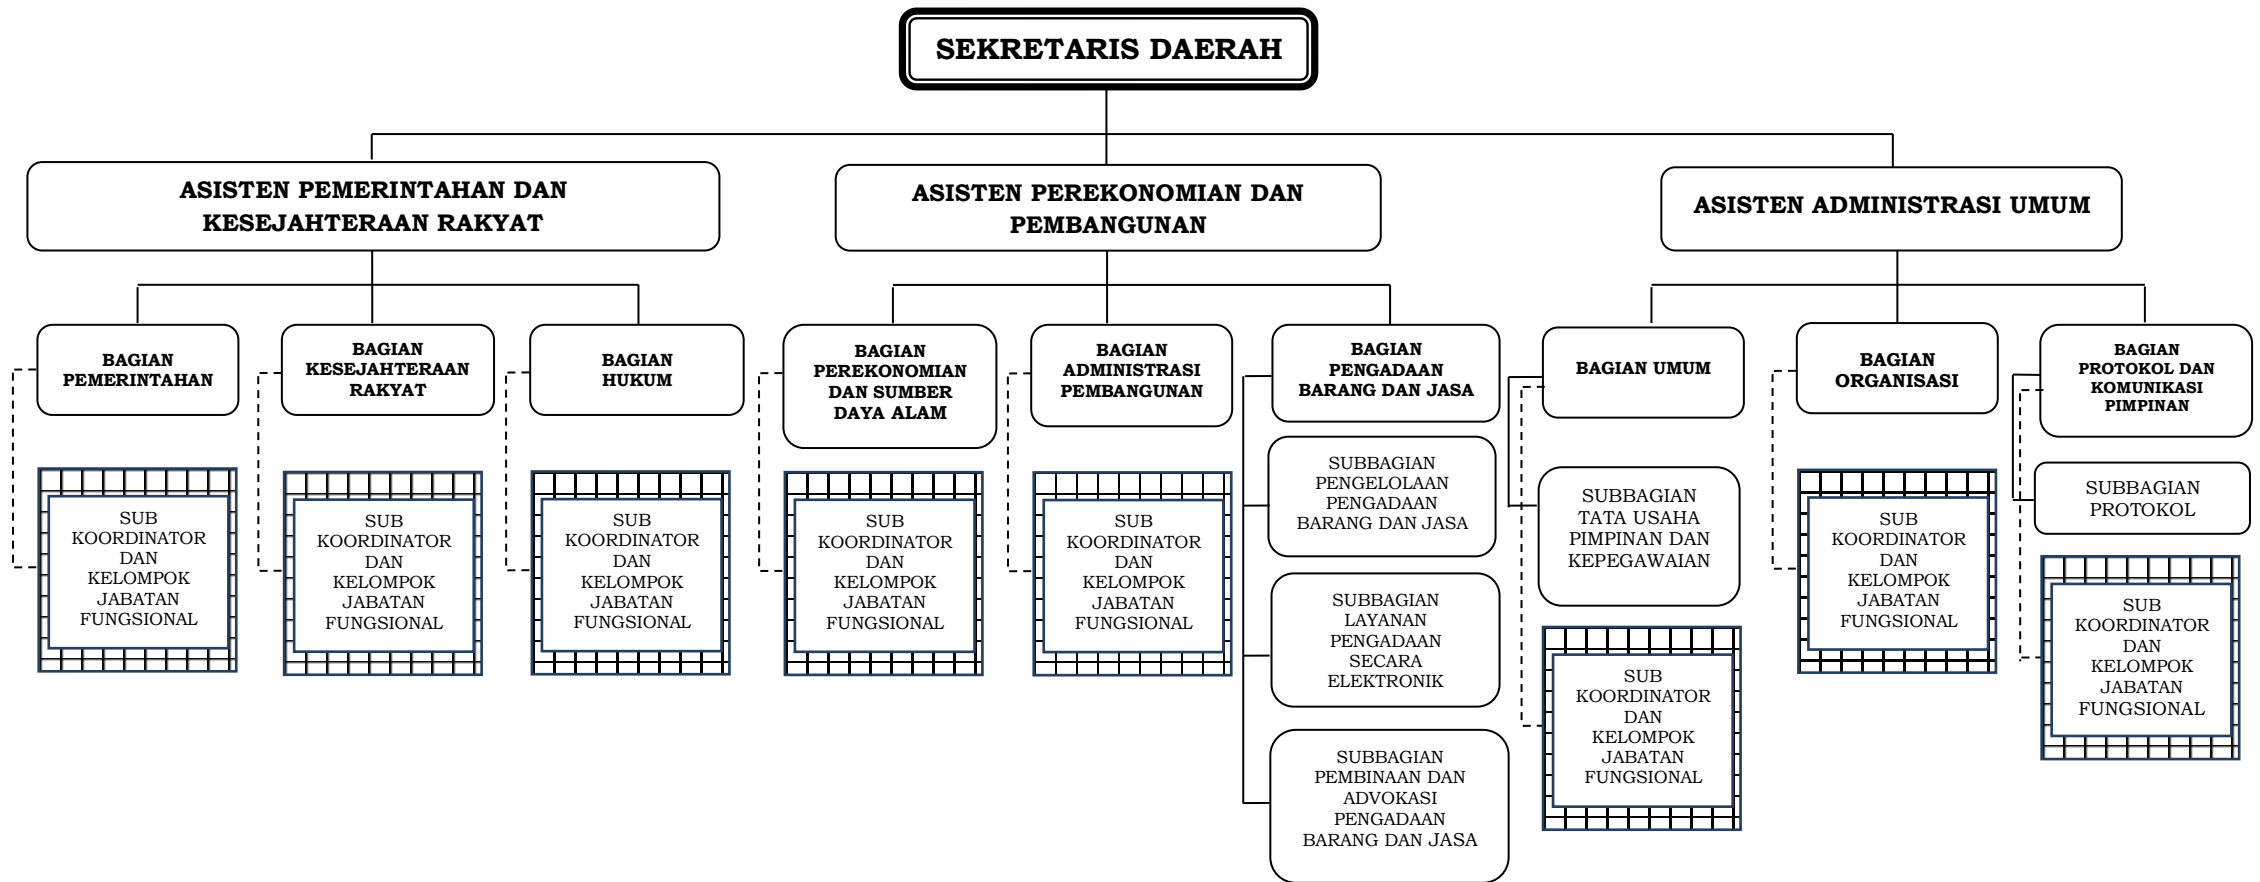 SEKRETARIS DAERAH
ASISTEN PEMERINTAHAN DAN
KESEJAHTERAAN RAKYAT
ASISTEN PEREKONOMIAN DAN
PEMBANGUNAN
ASISTEN ADMINISTRASI UMUM
BAGIAN
PEMERINTAHAN
BAGIAN
KESEJAHTERAAN
RAKYAT
BAGIAN
HUKUM
BAGIAN
PEREKONOMIAN
DAN SUMBER
DAYA ALAM
BAGIAN
ADMINISTRASI
PEMBANGUNAN
BAGIAN
PENGADAAN
BARANG DAN JASA
BAGIAN UMUM
BAGIAN
ORGANISASI
BAGIAN
PROTOKOL DAN
KOMUNIKASI
PIMPINAN
SUB
KOORDINATOR
DAN
KELOMPOK
JABATAN
FUNGSIONAL
SUB
KOORDINATOR
DAN
KELOMPOK
JABATAN
FUNGSIONAL
SUB
KOORDINATOR
DAN
KELOMPOK
JABATAN
FUNGSIONAL
SUB
KOORDINATOR
DAN
KELOMPOK
JABATAN
FUNGSIONAL
SUB
KOORDINATOR
DAN
KELOMPOK
JABATAN
FUNGSIONAL
SUBBAGIAN
PENGELOLAAN
PENGADAAN
BARANG DAN JASA
SUBBAGIAN
LAYANAN
PENGADAAN
SECARA
ELEKTRONIK
SUBBAGIAN
PEMBINAAN DAN
ADVOKASI
PENGADAAN
BARANG DAN JASA
SUBBAGIAN
TATA USAHA
PIMPINAN DAN
KEPEGAWAIAN
SUB
KOORDINATOR
DAN
KELOMPOK
JABATAN
FUNGSIONAL
SUB
KOORDINATOR
DAN
KELOMPOK
JABATAN
FUNGSIONAL
SUBBAGIAN
PROTOKOL
SUB
KOORDINATOR
DAN
KELOMPOK
JABATAN
FUNGSIONAL